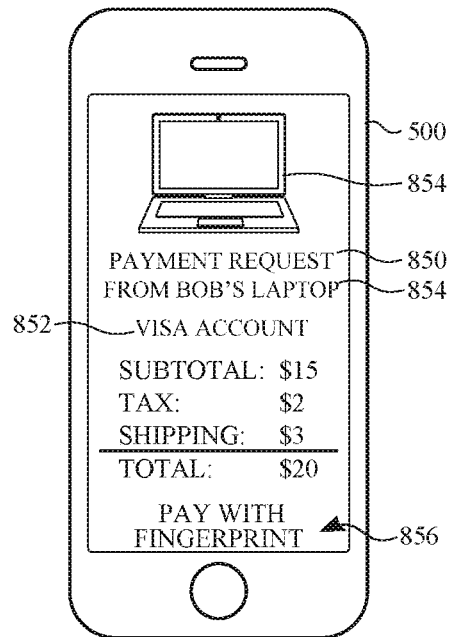 500
854
PAYMENT REQUEST 850
FROM BOB'S LAPTOP 854
852 VISA ACCOUNT
SUBTOTAL: $15
TAX: $2
SHIPPING: $3
TOTAL: $20
PAY WITH
FINGERPRINT 856